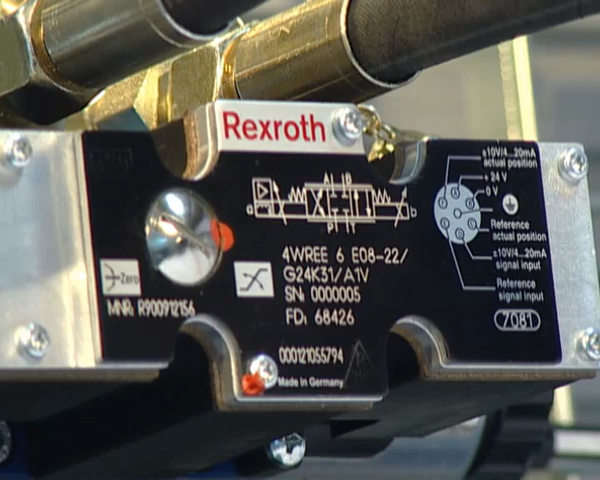 Rexroth
A B
a b
P T
4WREE 6 E08-22/
G24K31/A1V
SN: 0000005
FD: 68426
Zero
MNR: R900912156
000121055794
Made in Germany
±10V/4...20mA
actual position
+ 24 V
0 V
Reference
actual position
±10V/4...20mA
signal input
Reference
signal input
7081